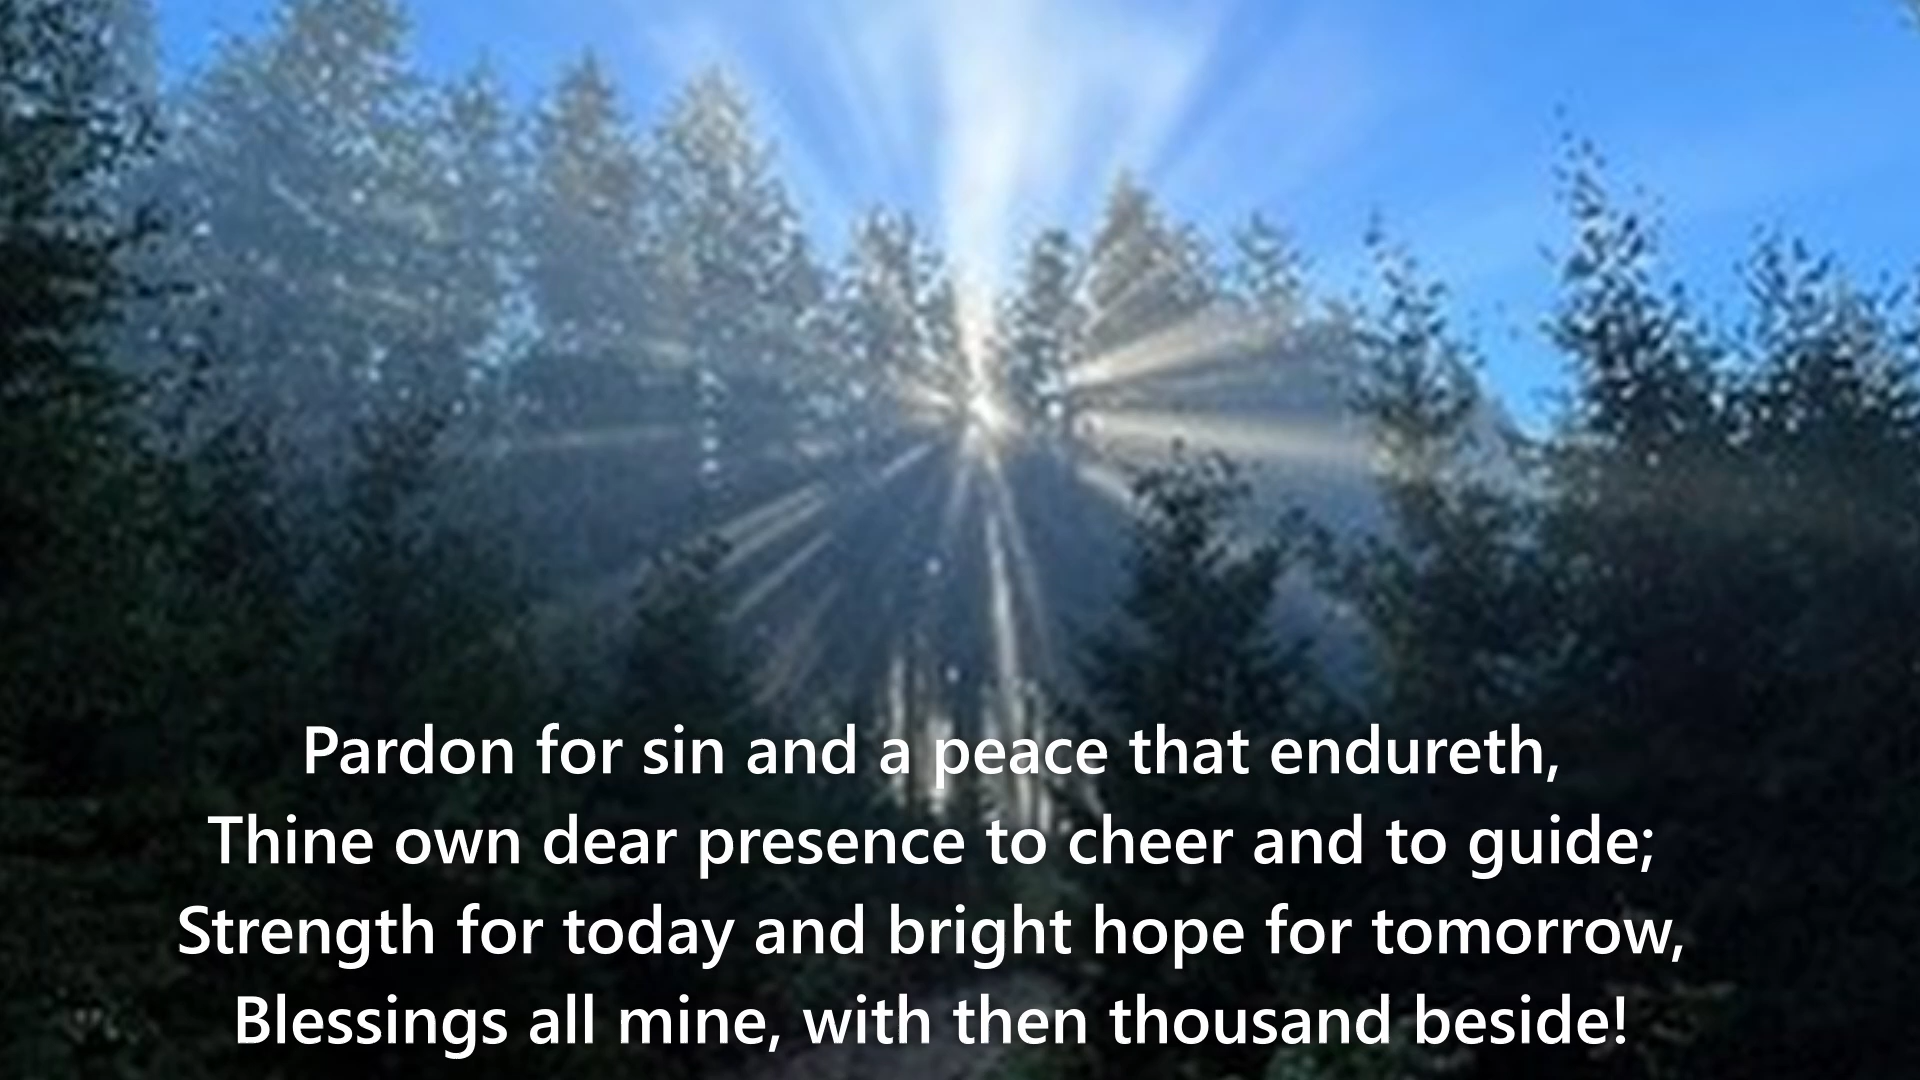 Pardon for sin and a peace that endureth,
Thine own dear presence to cheer and to guide;
Strength for today and bright hope for tomorrow,
Blessings all mine, with then thousand beside!